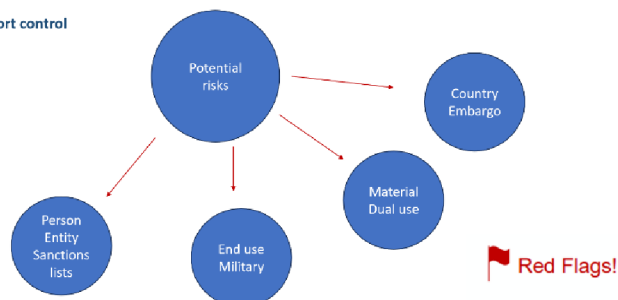 ort control
Potential
risks
Country
Embargo
Material
Dual use
Person
Entity
Sanctions
lists
End use
Military
Red Flags!